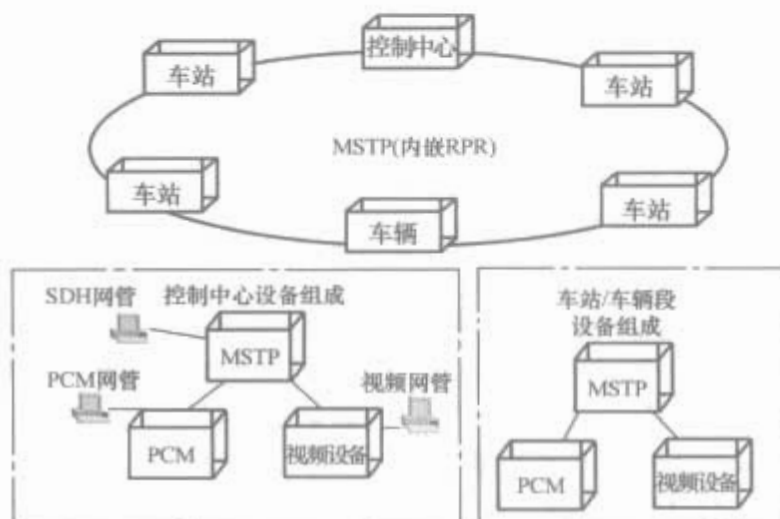 控制中心
车站
车站
MSTP(内嵌RPR)
车站
车站
车辆
SDH网管
控制中心设备组成
MSTP
PCM网管
视频网管
PCM
视频设备
车站/车辆段
设备组成
MSTP
PCM
视频设备